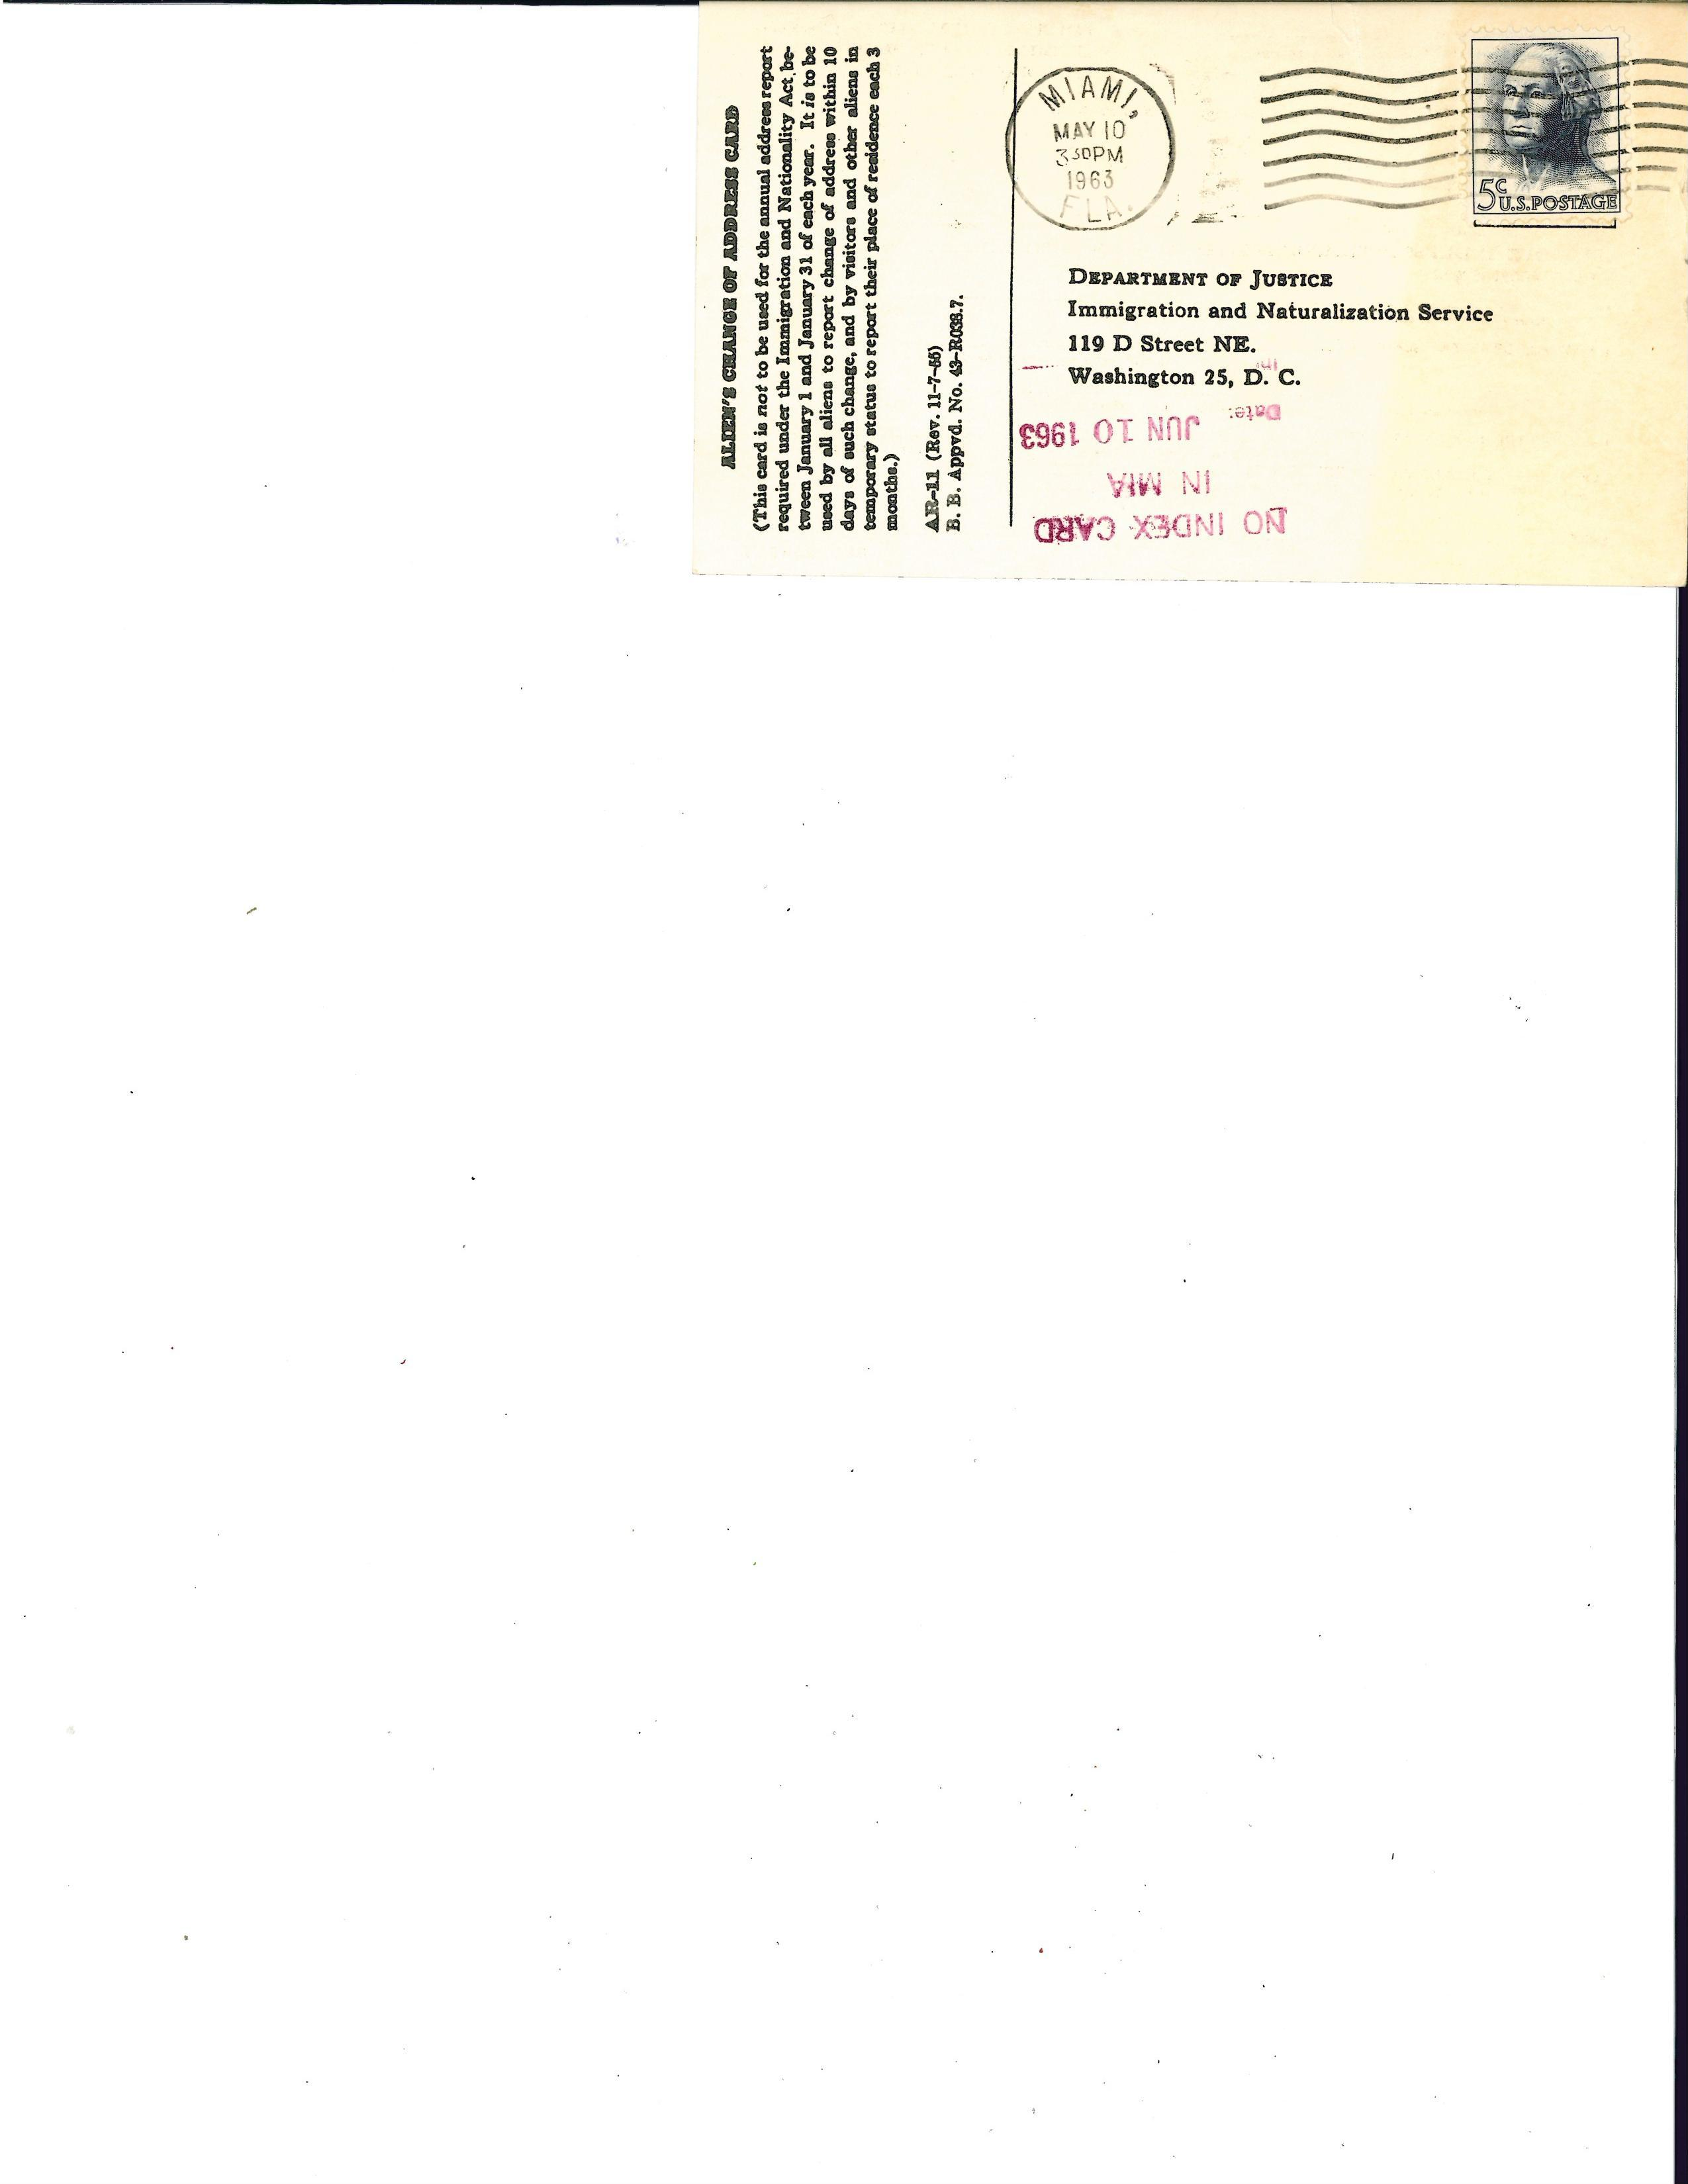 ALIEN'S CHANGE OF ADDRESS CARD
(This card is not to be used for the annual address report
required under the Immigration and Nationality Act, be-
tween January 1 and January 31 of each year. It is to be
used by all aliens to report change of address within 10
days of such change, and by visitors and other aliens in
temporary status to report their place of residence each 3
months.)
AR-11 (Rev. 11-7-55)
B. B. Appvd. No. 43-R038.7.
MIAMI,
MAY 10
3 30PM
1963
FLA.
5c
U.S.POSTAGE
DEPARTMENT OF JUSTICE
Immigration and Naturalization Service
119 D Street NE.
Washington 25, D. C.
NO INDEX CARD
IN MIA
Date: JUN 10 1963